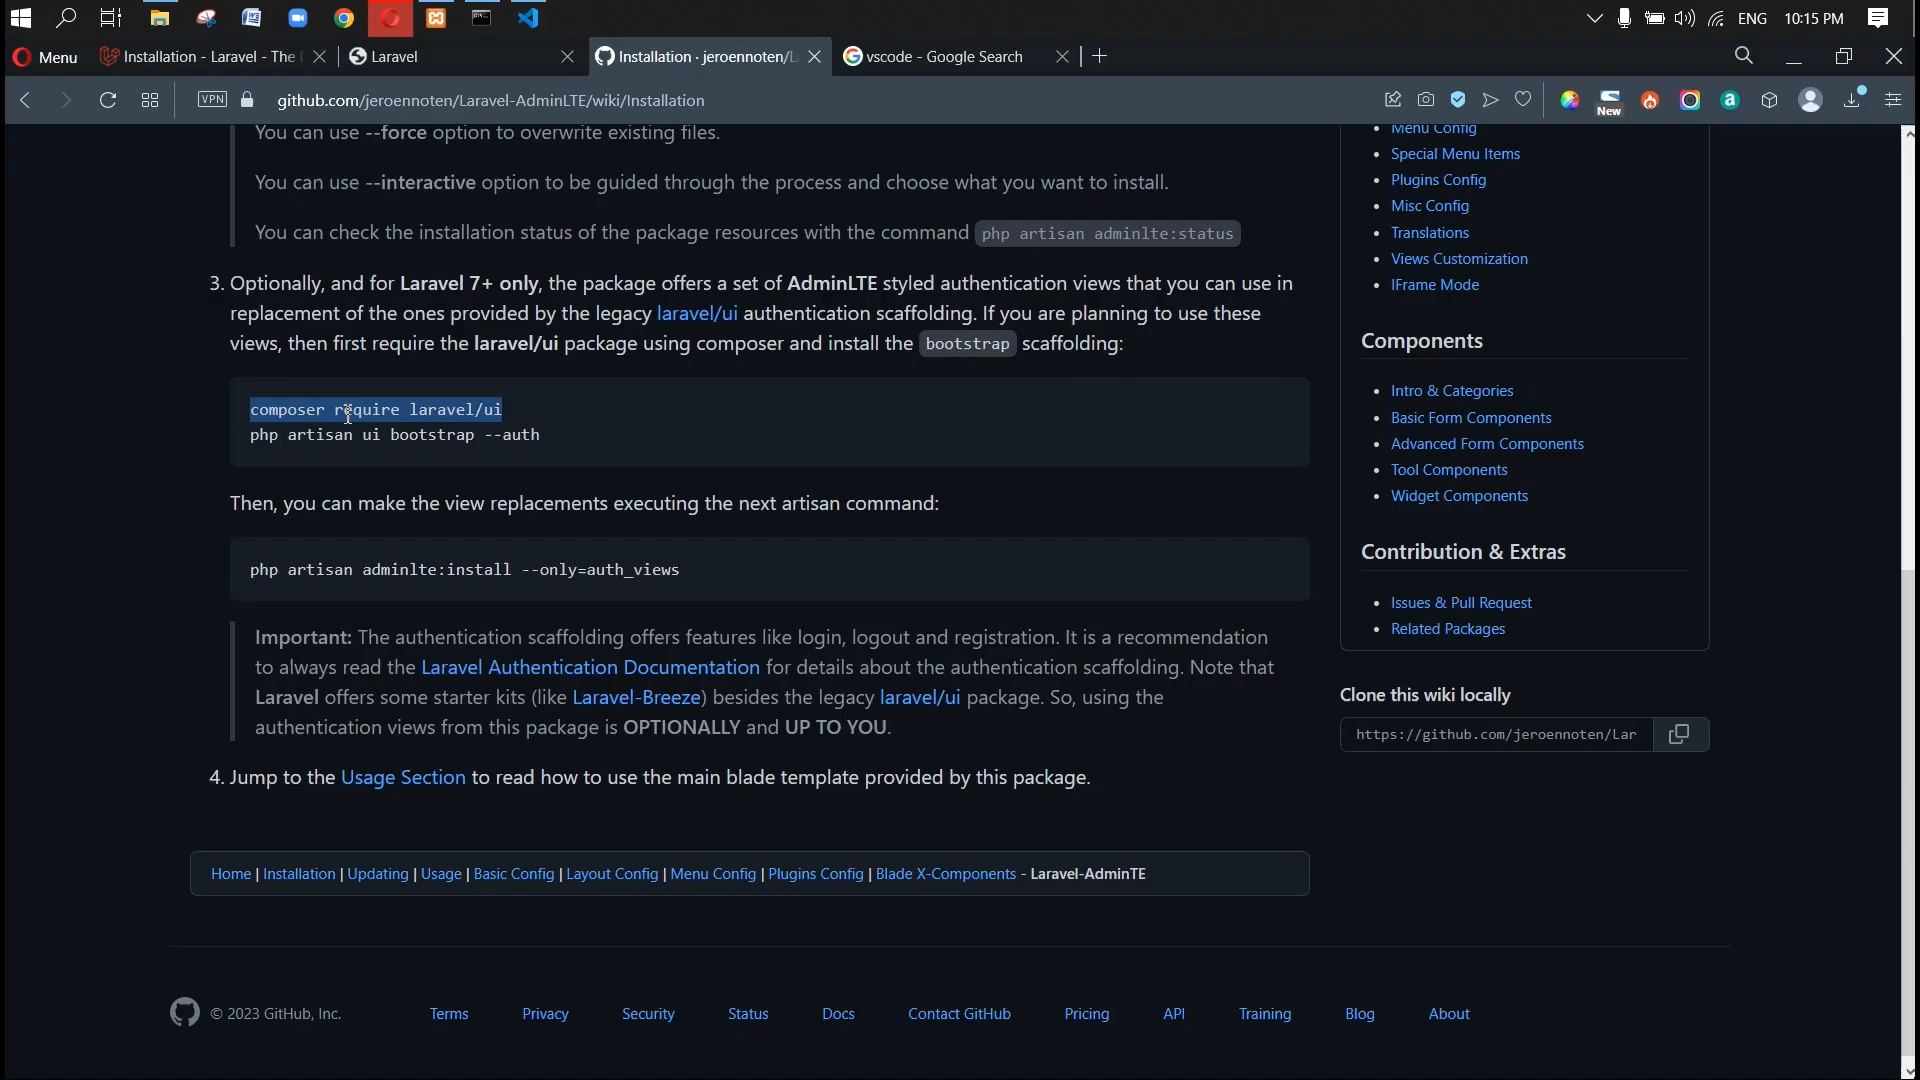 ENG 10:15 PM
Menu
Installation - Laravel - The
Laravel
Installation · jeroennoten/L
vscode - Google Search
VPN
github.com/jeroennoten/Laravel-AdminLTE/wiki/Installation
New
You can use --force option to overwrite existing files.
You can use --interactive option to be guided through the process and choose what you want to install.
You can check the installation status of the package resources with the command php artisan adminlte:status
3. Optionally, and for Laravel 7+ only, the package offers a set of AdminLTE styled authentication views that you can use in
replacement of the ones provided by the legacy laravel/ui authentication scaffolding. If you are planning to use these
views, then first require the laravel/ui package using composer and install the bootstrap scaffolding:
composer require laravel/ui
php artisan ui bootstrap --auth
Then, you can make the view replacements executing the next artisan command:
php artisan adminlte:install --only=auth_views
Important: The authentication scaffolding offers features like login, logout and registration. It is a recommendation
to always read the Laravel Authentication Documentation for details about the authentication scaffolding. Note that
Laravel offers some starter kits (like Laravel-Breeze) besides the legacy laravel/ui package. So, using the
authentication views from this package is OPTIONALLY and UP TO YOU.
4. Jump to the Usage Section to read how to use the main blade template provided by this package.
Home | Installation | Updating | Usage | Basic Config | Layout Config | Menu Config | Plugins Config | Blade X-Components - Laravel-AdminTE
Menu Config
Special Menu Items
Plugins Config
Misc Config
Translations
Views Customization
IFrame Mode
Components
Intro & Categories
Basic Form Components
Advanced Form Components
Tool Components
Widget Components
Contribution & Extras
Issues & Pull Request
Related Packages
Clone this wiki locally
https://github.com/jeroennoten/Lar
© 2023 GitHub, Inc.
Terms
Privacy
Security
Status
Docs
Contact GitHub
Pricing
API
Training
Blog
About